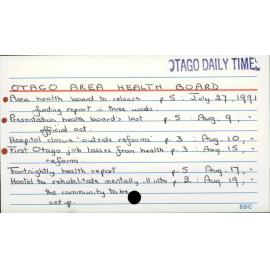 OTAGO DAILY TIMES
OTAGO AREA HEALTH BOARD
Area health board to release p. 5 : July 27, 1991
funding report in three weeks.
Presentation health board's last p. 5 : Aug. 9, "
official act.
Hospital closure 'outside reforms' p. 3 : Aug. 10, "
First Otago job losses from health p. 3 : Aug 15, "
reforms
Fortnightly health report p. 5 Aug. 17, "
Hostel to rehabilitate mentally ill into p. 2 : Aug 19, "
the community to be
set up.
53/C